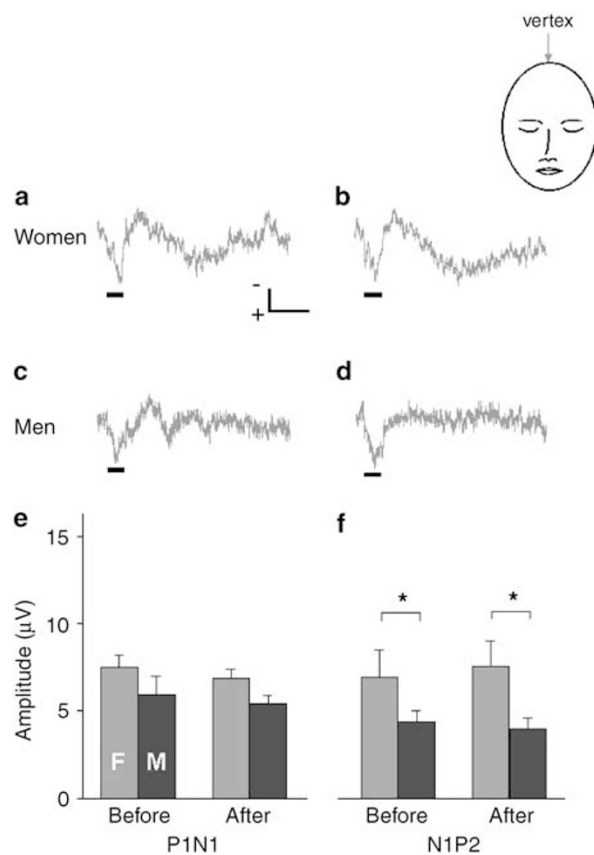 vertex
a
b
Women
-
+
c
d
Men
e
f
15
10
5
0
Amplitude (µV)
*
*
F
M
Before
After
Before
After
P1N1
N1P2